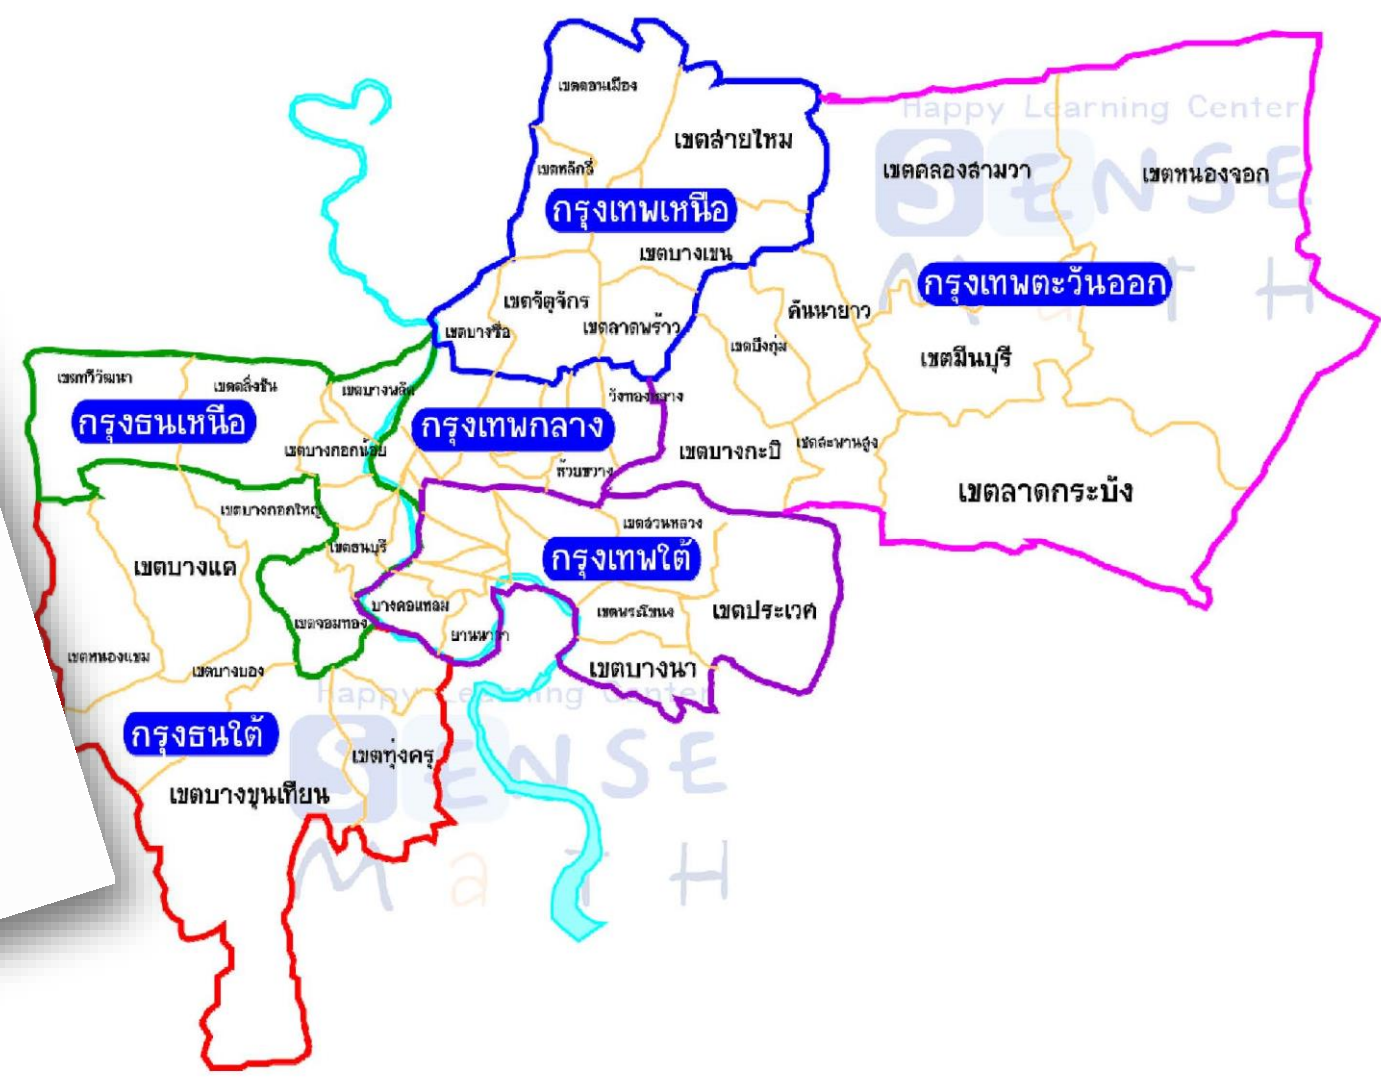 เขตดอนเมือง
เขตสายไหม
เขตหลักสี่
กรุงเทพเหนือ
เขตบางเขน
เขตจตุจักร
เขตบางซื่อ
เขตลาดพร้าว
Happy Learning Center
SENSE
MaTH
เขตคลองสามวา
เขตหนองจอก
กรุงเทพตะวันออก
คันนายาว
เขตบึงกุ่ม
เขตมีนบุรี
เขตทวีวัฒนา
เขตตลิ่งชัน
เขตบางพลัด
กรุงธนเหนือ
วังทองหลาง
กรุงเทพกลาง
เขตบางกอกน้อย
เขตบางกะปิ
เขตสะพานสูง
ห้วยขวาง
เขตลาดกระบัง
เขตบางกอกใหญ่
เขตสวนหลวง
เขตธนบุรี
กรุงเทพใต้
เขตบางแค
บางคอแหลม
เขตพระโขนง
เขตประเวศ
เขตจอมทอง
ยานนาวา
เขตหนองแขม
เขตบางบอน
เขตบางนา
Happy Learning Center
SENSE
MaTH
กรุงธนใต้
เขตทุ่งครุ
เขตบางขุนเทียน